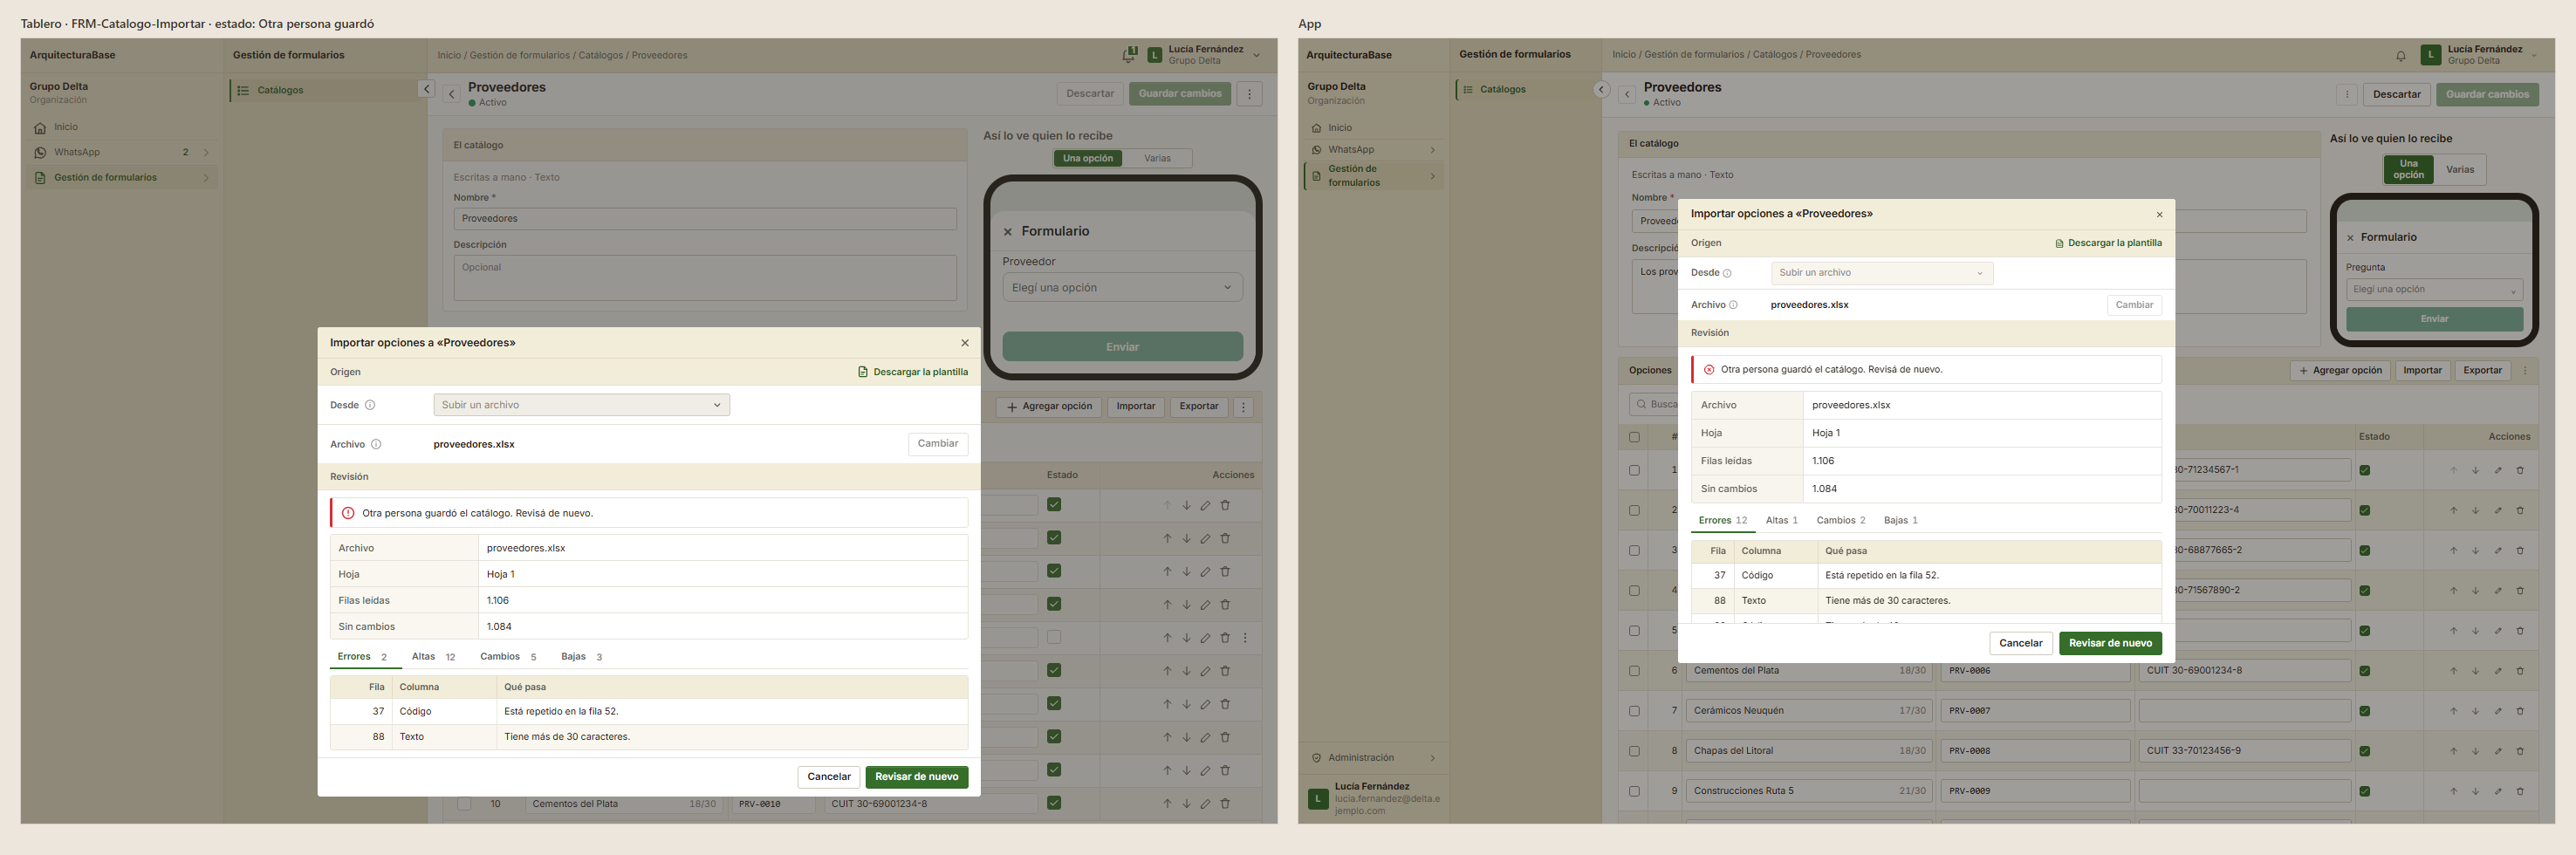 Tablero · FRM-Catalogo-Importar · estado: Otra persona guardó
ArquitecturaBase
Grupo Delta
Organización
Inicio
WhatsApp 2
Gestión de formularios
Gestión de formularios
Catálogos
Inicio / Gestión de formularios / Catálogos / Proveedores
1
L
Lucía Fernández
Grupo Delta
Proveedores
Activo
Descartar
Guardar cambios
El catálogo
Escritas a mano · Texto
Nombre *
Proveedores
Descripción
Opcional
Así lo ve quien lo recibe
Una opción
Varias
Formulario
Proveedor
Elegí una opción
Enviar
Agregar opción
Importar
Exportar
Estado
Acciones
10 Cementos del Plata 18/30 PRV-0010 CUIT 30-69001234-8
Importar opciones a «Proveedores»
Origen
Descargar la plantilla
Desde
Subir un archivo
Archivo
proveedores.xlsx
Cambiar
Revisión
Otra persona guardó el catálogo. Revisá de nuevo.
Archivo proveedores.xlsx
Hoja Hoja 1
Filas leídas 1.106
Sin cambios 1.084
Errores 2 Altas 12 Cambios 5 Bajas 3
Fila Columna Qué pasa
37 Código Está repetido en la fila 52.
88 Texto Tiene más de 30 caracteres.
Cancelar
Revisar de nuevo
App
ArquitecturaBase
Grupo Delta
Organización
Inicio
WhatsApp
Gestión de
formularios
Administración
L
Lucía Fernández
lucia.fernandez@delta.e
jemplo.com
Gestión de formularios
Catálogos
Inicio / Gestión de formularios / Catálogos / Proveedores
L
Lucía Fernández
Grupo Delta
Proveedores
Activo
Descartar
Guardar cambios
El catálogo
Escritas a mano · Texto
Nombre *
Proveed
Descripció
Los prov
Así lo ve quien lo recibe
Una
opción
Varias
Formulario
Pregunta
Elegí una opción
Enviar
Opciones
Agregar opción
Importar
Exportar
Busca
# Estado Acciones
1 30-71234567-1
2 30-70011223-4
3 30-68877665-2
4 30-71567890-2
5
6 Cementos del Plata 18/30 PRV-0006 CUIT 30-69001234-8
7 Cerámicos Neuquén 17/30 PRV-0007
8 Chapas del Litoral 18/30 PRV-0008 CUIT 33-70123456-9
9 Construcciones Ruta 5 21/30 PRV-0009
Importar opciones a «Proveedores»
Origen
Descargar la plantilla
Desde
Subir un archivo
Archivo
proveedores.xlsx
Cambiar
Revisión
Otra persona guardó el catálogo. Revisá de nuevo.
Archivo proveedores.xlsx
Hoja Hoja 1
Filas leídas 1.106
Sin cambios 1.084
Errores 12 Altas 1 Cambios 2 Bajas 1
Fila Columna Qué pasa
37 Código Está repetido en la fila 52.
88 Texto Tiene más de 30 caracteres.
Cancelar
Revisar de nuevo